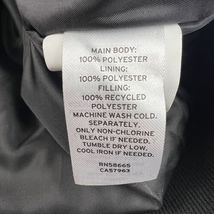 MAIN BODY:
100% POLYESTER
LINING:
100% POLYESTER
FILLING:
100% RECYCLED
POLYESTER
MACHINE WASH COLD.
SEPARATELY.
ONLY NON-CHLORINE
BLEACH IF NEEDED.
TUMBLE DRY LOW,
COOL IRON IF NEEDED.
RN58665
CA57963